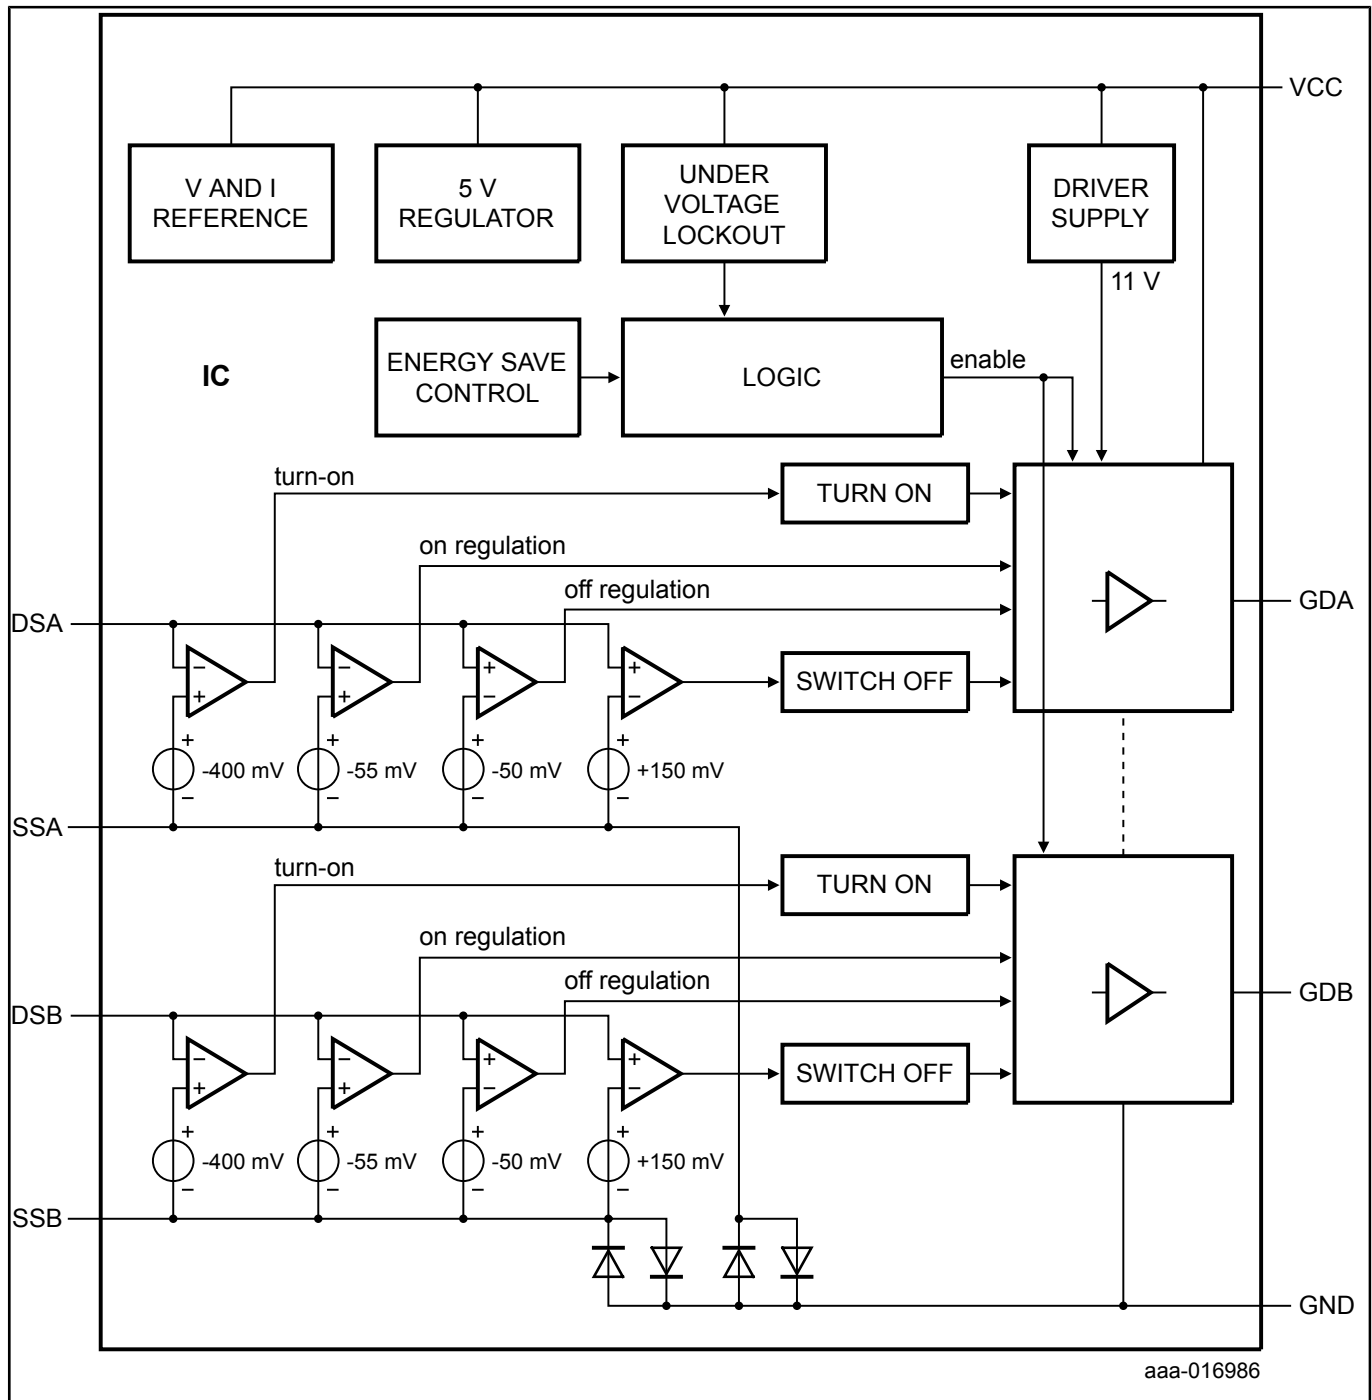 VCC
V AND I
REFERENCE
5 V
REGULATOR
UNDER
VOLTAGE
LOCKOUT
DRIVER
SUPPLY
11 V
IC
ENERGY SAVE
CONTROL
LOGIC
enable
turn-on
TURN ON
on regulation
off regulation
DSA
GDA
− + − + + − + −
SWITCH OFF
+ + + +
-400 mV -55 mV -50 mV +150 mV
− − − −
SSA
turn-on
TURN ON
on regulation
off regulation
DSB
GDB
− + − + + − + −
SWITCH OFF
+ + + +
-400 mV -55 mV -50 mV +150 mV
− − − −
SSB
GND
aaa-016986